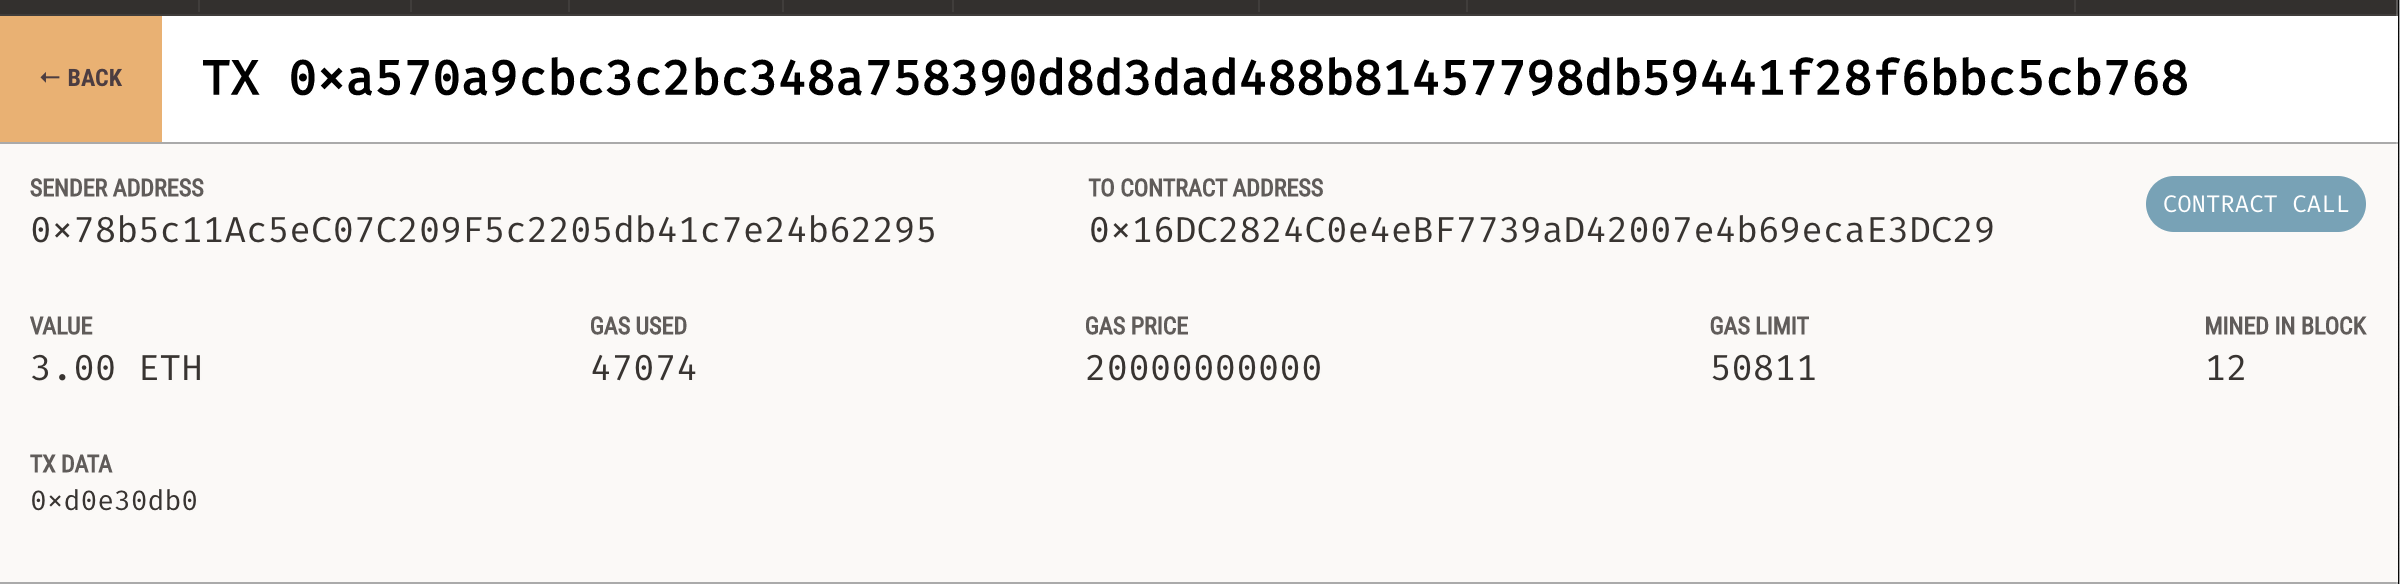 ← BACK
TX 0×a570a9cbc3c2bc348a758390d8d3dad488b81457798db59441f28f6bbc5cb768
SENDER ADDRESS
0×78b5c11Ac5eC07C209F5c2205db41c7e24b62295
TO CONTRACT ADDRESS
0×16DC2824C0e4eBF7739aD42007e4b69ecaE3DC29
CONTRACT CALL
VALUE
3.00 ETH
GAS USED
47074
GAS PRICE
20000000000
GAS LIMIT
50811
MINED IN BLOCK
12
TX DATA
0×d0e30db0